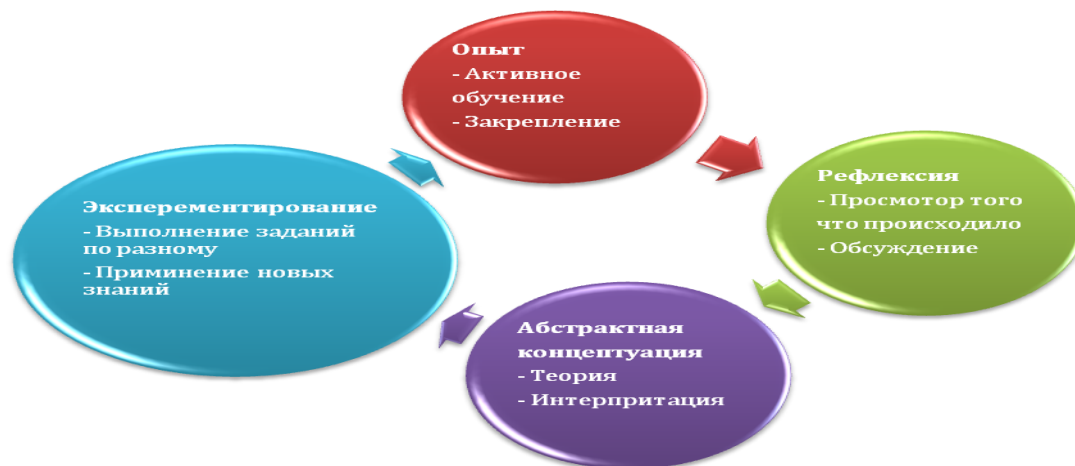 Опыт
- Активное
обучение
- Закрепление
Рефлексия
- Просмотор того
что происходило
- Обсуждение
Абстрактная
концептуация
- Теория
- Интерпритация
Эксперементирование
- Выполнение заданий
по разному
- Приминение новых
знаний